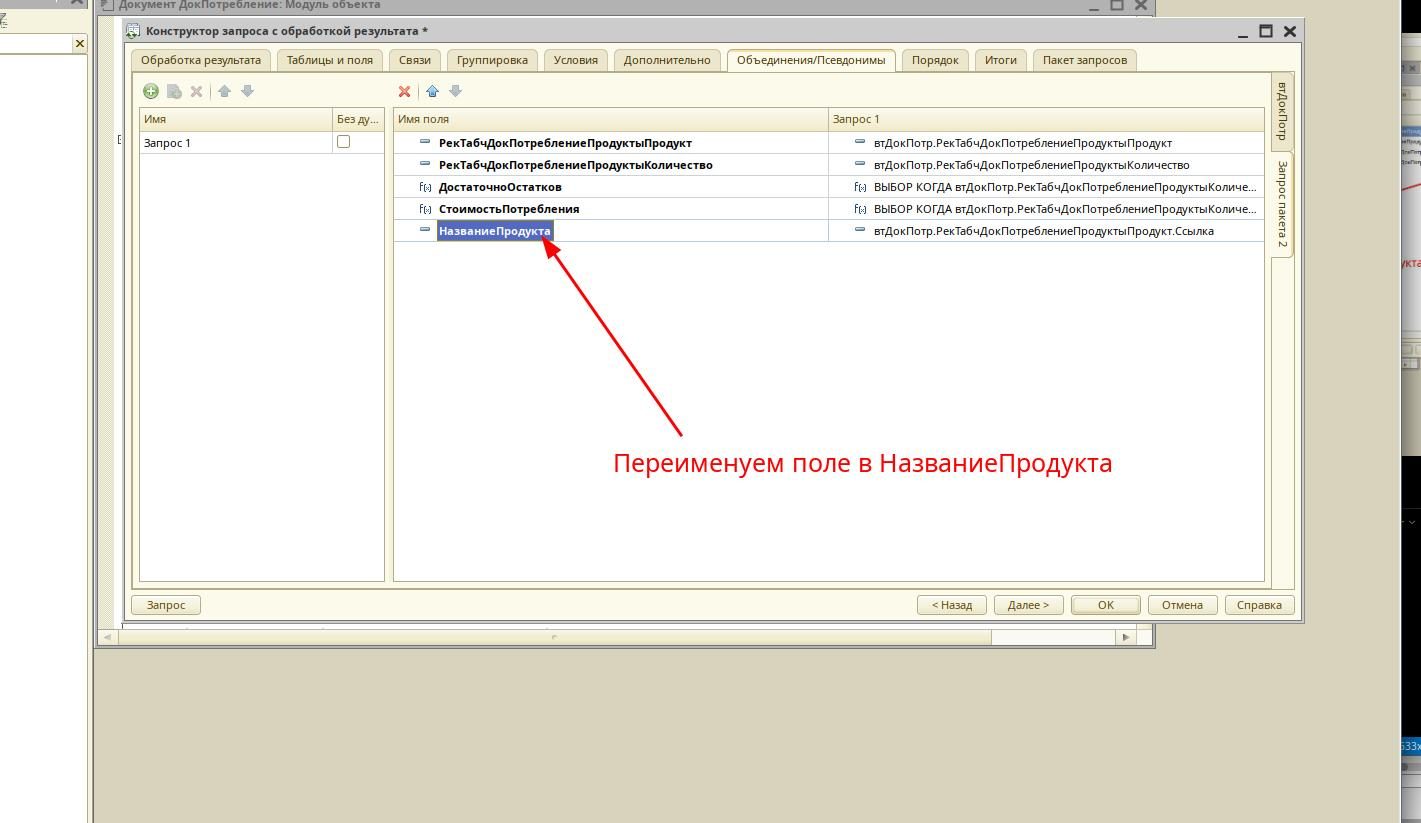 Документ ДокПотребление: Модуль объекта
Конструктор запроса с обработкой результата *
Обработка результата Таблицы и поля Связи Группировка Условия Дополнительно Объединения/Псевдонимы Порядок Итоги Пакет запросов
Имя Без ду... Имя поля Запрос 1
Запрос 1
РекТабчДокПотреблениеПродуктыПродукт втДокПотр.РекТабчДокПотреблениеПродуктыПродукт
РекТабчДокПотреблениеПродуктыКоличество втДокПотр.РекТабчДокПотреблениеПродуктыКоличество
f(x) ДостаточноОстатков f(x) ВЫБОР КОГДА втДокПотр.РекТабчДокПотреблениеПродуктыКоличе...
f(x) СтоимостьПотребления f(x) ВЫБОР КОГДА втДокПотр.РекТабчДокПотреблениеПродуктыКоличе...
НазваниеПродукта втДокПотр.РекТабчДокПотреблениеПродуктыПродукт.Ссылка
втДокПотр
Запрос пакета 2
Переименуем поле в НазваниеПродукта
Запрос < Назад Далее > OK Отмена Справка